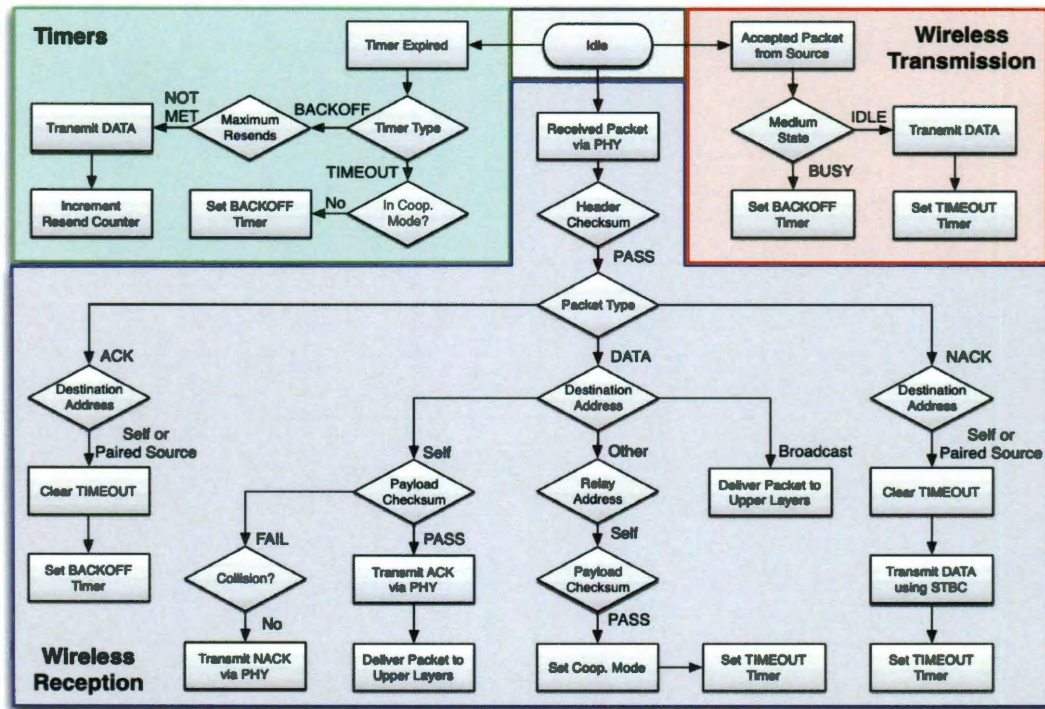 Timers
Timer Expired
Idle
Accepted Packet
from Source
Wireless
Transmission
NOT
MET
BACKOFF
Transmit DATA
Maximum
Resends
Timer Type
Received Packet
via PHY
Medium
State
IDLE
Transmit DATA
TIMEOUT
BUSY
Increment
Resend Counter
Set BACKOFF
Timer
No
In Coop.
Mode?
Header
Checksum
Set BACKOFF
Timer
Set TIMEOUT
Timer
PASS
Packet Type
ACK
DATA
NACK
Destination
Address
Destination
Address
Destination
Address
Self or
Paired Source
Self
Other
Broadcast
Self or
Paired Source
Clear TIMEOUT
Payload
Checksum
Relay
Address
Deliver Packet to
Upper Layers
Clear TIMEOUT
FAIL
PASS
Self
Set BACKOFF
Timer
Collision?
Transmit ACK
via PHY
Payload
Checksum
Transmit DATA
using STBC
No
PASS
Wireless
Reception
Transmit NACK
via PHY
Deliver Packet to
Upper Layers
Set Coop. Mode
Set TIMEOUT
Timer
Set TIMEOUT
Timer